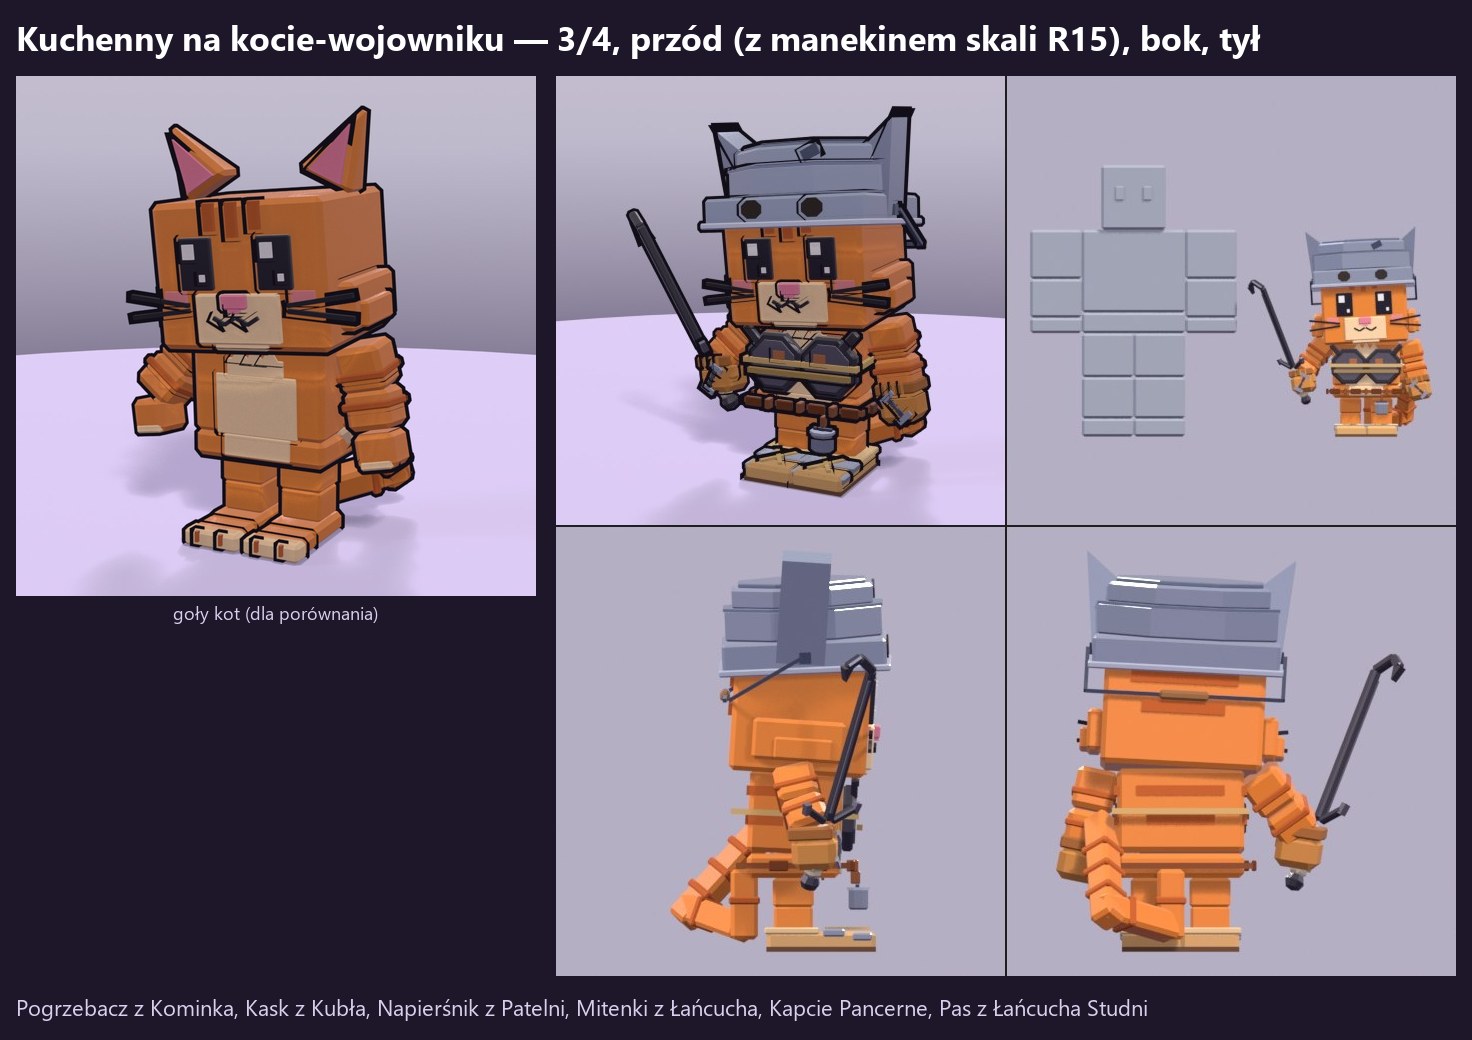 Kuchenny na kocie-wojowniku — 3/4, przód (z manekinem skali R15), bok, tył
goły kot (dla porównania)
Pogrzebacz z Kominka, Kask z Kubła, Napierśnik z Patelni, Mitenki z Łańcucha, Kapcie Pancerne, Pas z Łańcucha Studni